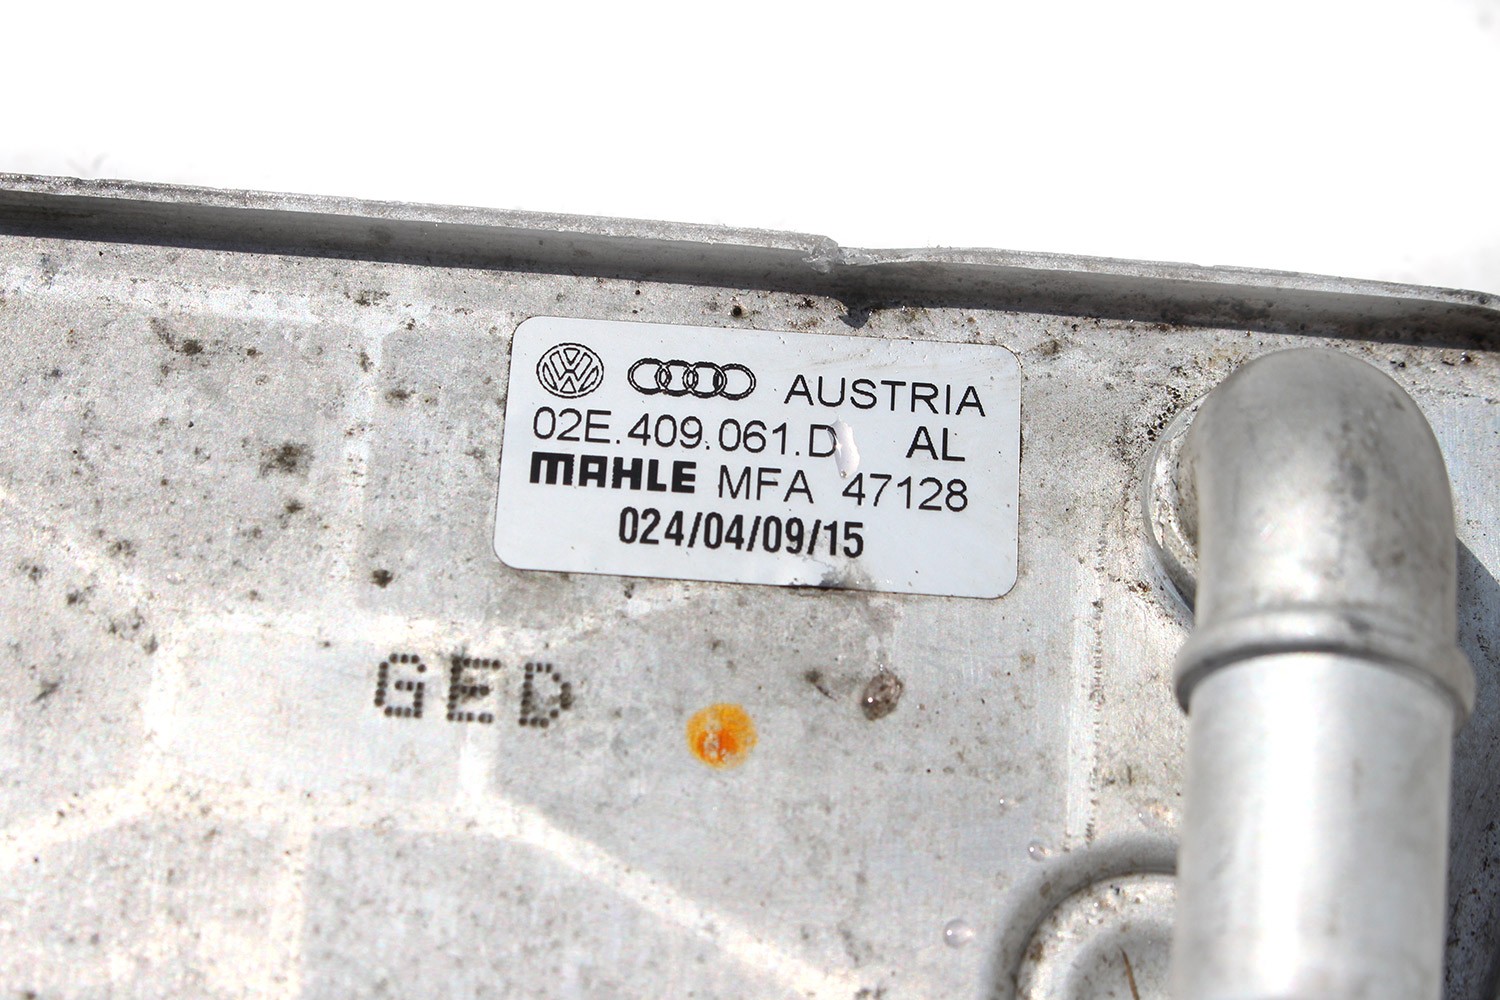 AUSTRIA
02E.409.061.D AL
MAHLE MFA 47128
024/04/09/15
GED